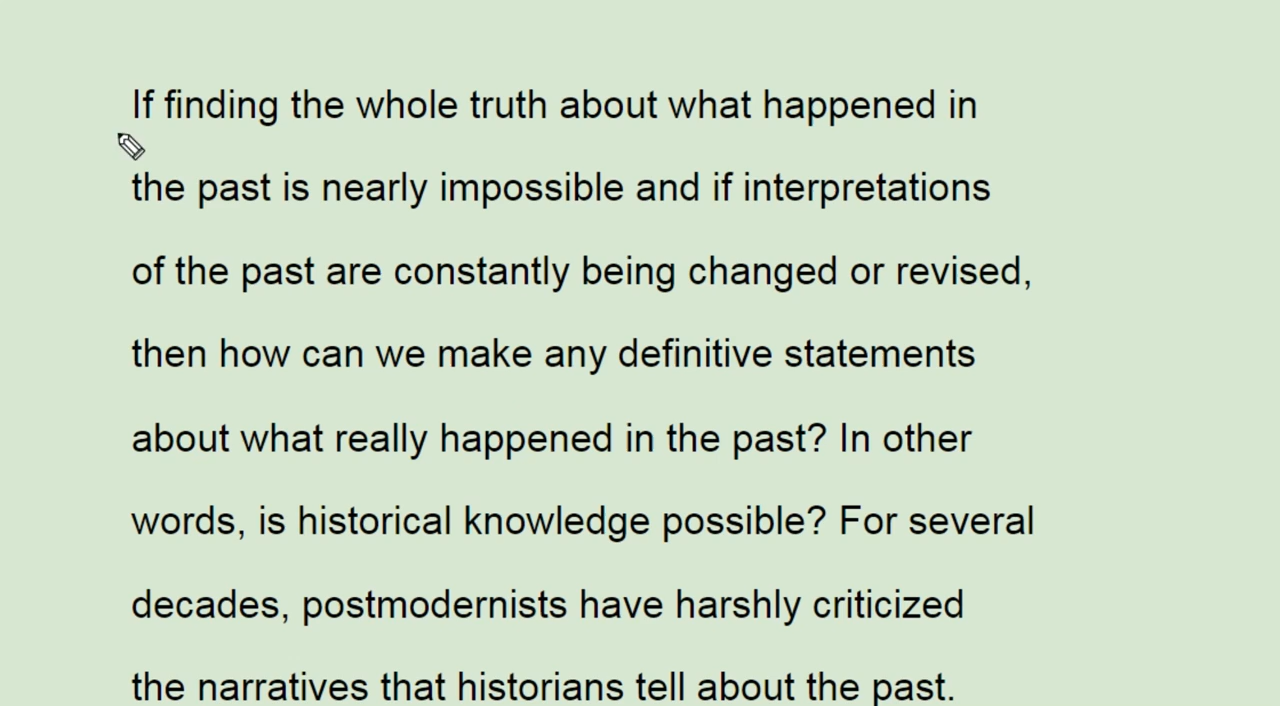 If finding the whole truth about what happened in
the past is nearly impossible and if interpretations
of the past are constantly being changed or revised,
then how can we make any definitive statements
about what really happened in the past? In other
words, is historical knowledge possible? For several
decades, postmodernists have harshly criticized
the narratives that historians tell about the past.